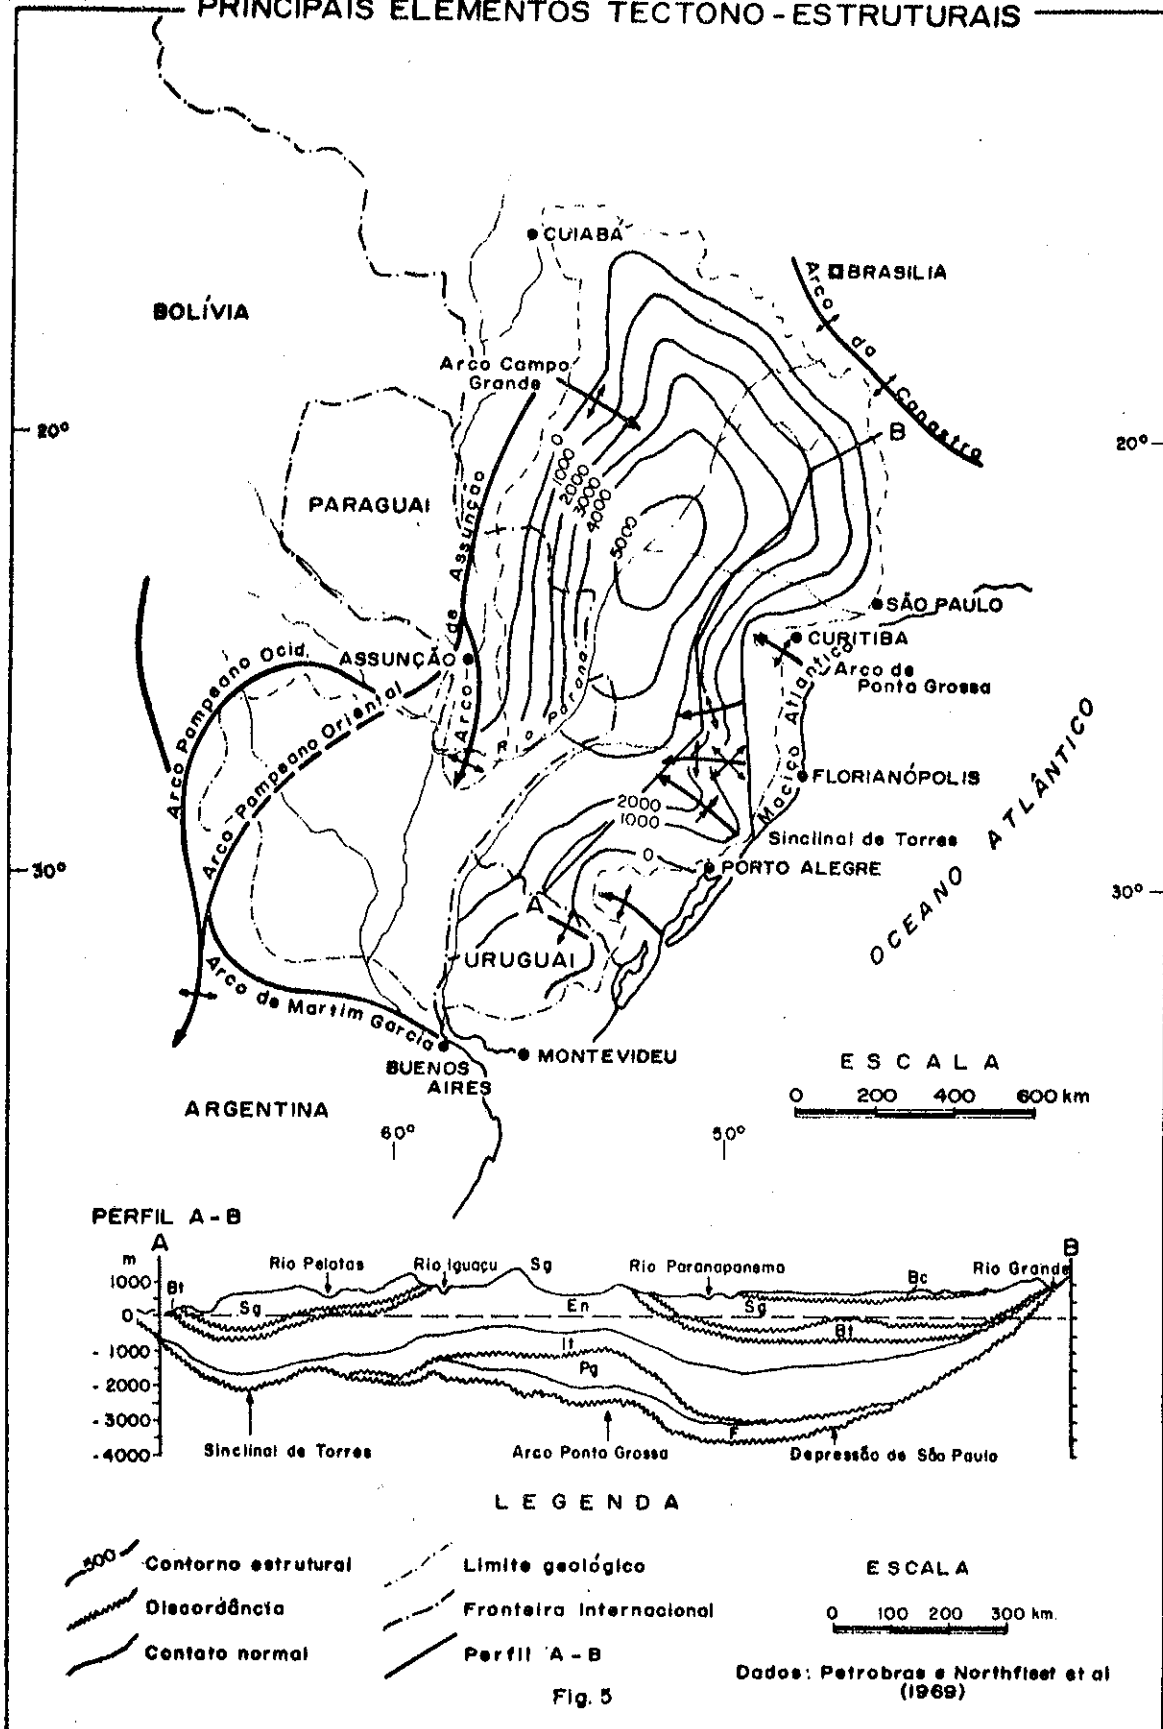 PRINCIPAIS ELEMENTOS TECTONO-ESTRUTURAIS
CUIABÁ
BRASILIA
BOLÍVIA
Arco da Canastra
Arco Campo
Grande
20°
20°
B
0
1000
2000
3000
4000
5000
PARAGUAI
Arco de Assunção
SÃO PAULO
CURITIBA
Arco de
Ponta Grossa
ASSUNÇÃO
Arco Pampeano Ocid.
Arco Pampeano Oriental
Rio Paraná
Maciço Atlantico
FLORIANÓPOLIS
2000
1000
0
Sinclinal de Torres
PORTO ALEGRE
OCEANO ATLÂNTICO
30°
30°
A
URUGUAI
Arco de Martim Garcia
MONTEVIDEU
BUENOS
AIRES
ARGENTINA
ESCALA
0 200 400 600 km
60°
50°
PERFIL A-B
A
B
m
1000
0
- 1000
- 2000
- 3000
- 4000
Rio Pelotas
Rio Iguaçu
Sg
Rio Paranapanema
Bc
Rio Grande
Bt
Sg
En
Sg
Bt
It
Pg
F
Sinclinal de Torres
Arco Ponta Grossa
Depressão de São Paulo
LEGENDA
500 Contorno estrutural
Limite geológico
ESCALA
Discordância
Fronteira Internacional
0 100 200 300 km.
Contato normal
Perfil A-B
Dados: Petrobras e Northfleet et al
(1969)
Fig. 5